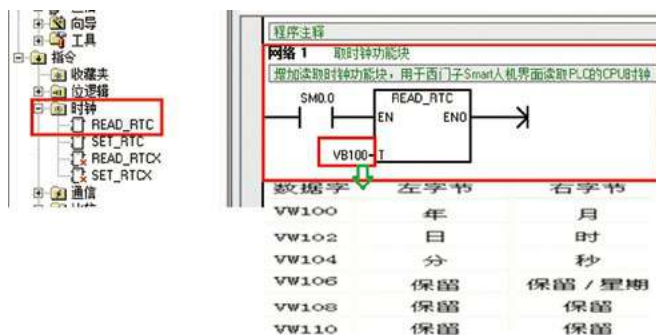 向导
工具
指令
收藏夹
位逻辑
时钟
READ_RTC
SET_RTC
READ_RTCX
SET_RTCX
通信
程序注释
网络 1 取时钟功能块
增加读取时钟功能块，用于西门子Smart人机界面读取PLC的CPU时钟
SM0.0 READ_RTC
EN ENO
VB100 T
数据字 左字节 右字节
VW100 年 月
VW102 日 时
VW104 分 秒
VW106 保留 保留 / 星期
VW108 保留 保留
VW110 保留 保留